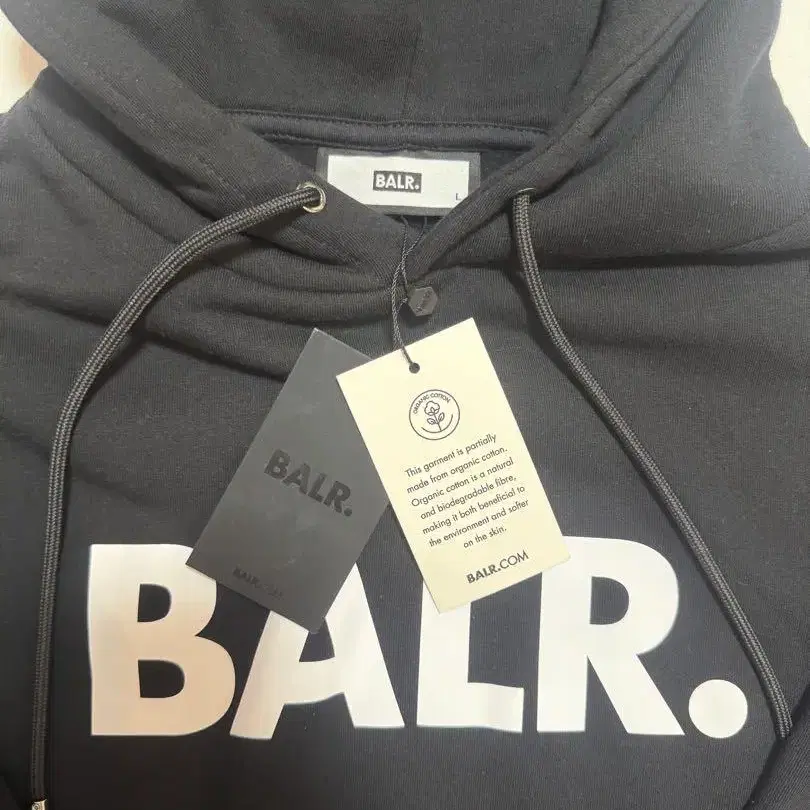 BALR.
L
ORGANIC COTTON
This garment is partially
made from organic cotton.
Organic cotton is a natural
and biodegradable fibre,
making it both beneficial to
the environment and softer
on the skin.
BALR.COM
BALR.
BALR.COM
BALR.